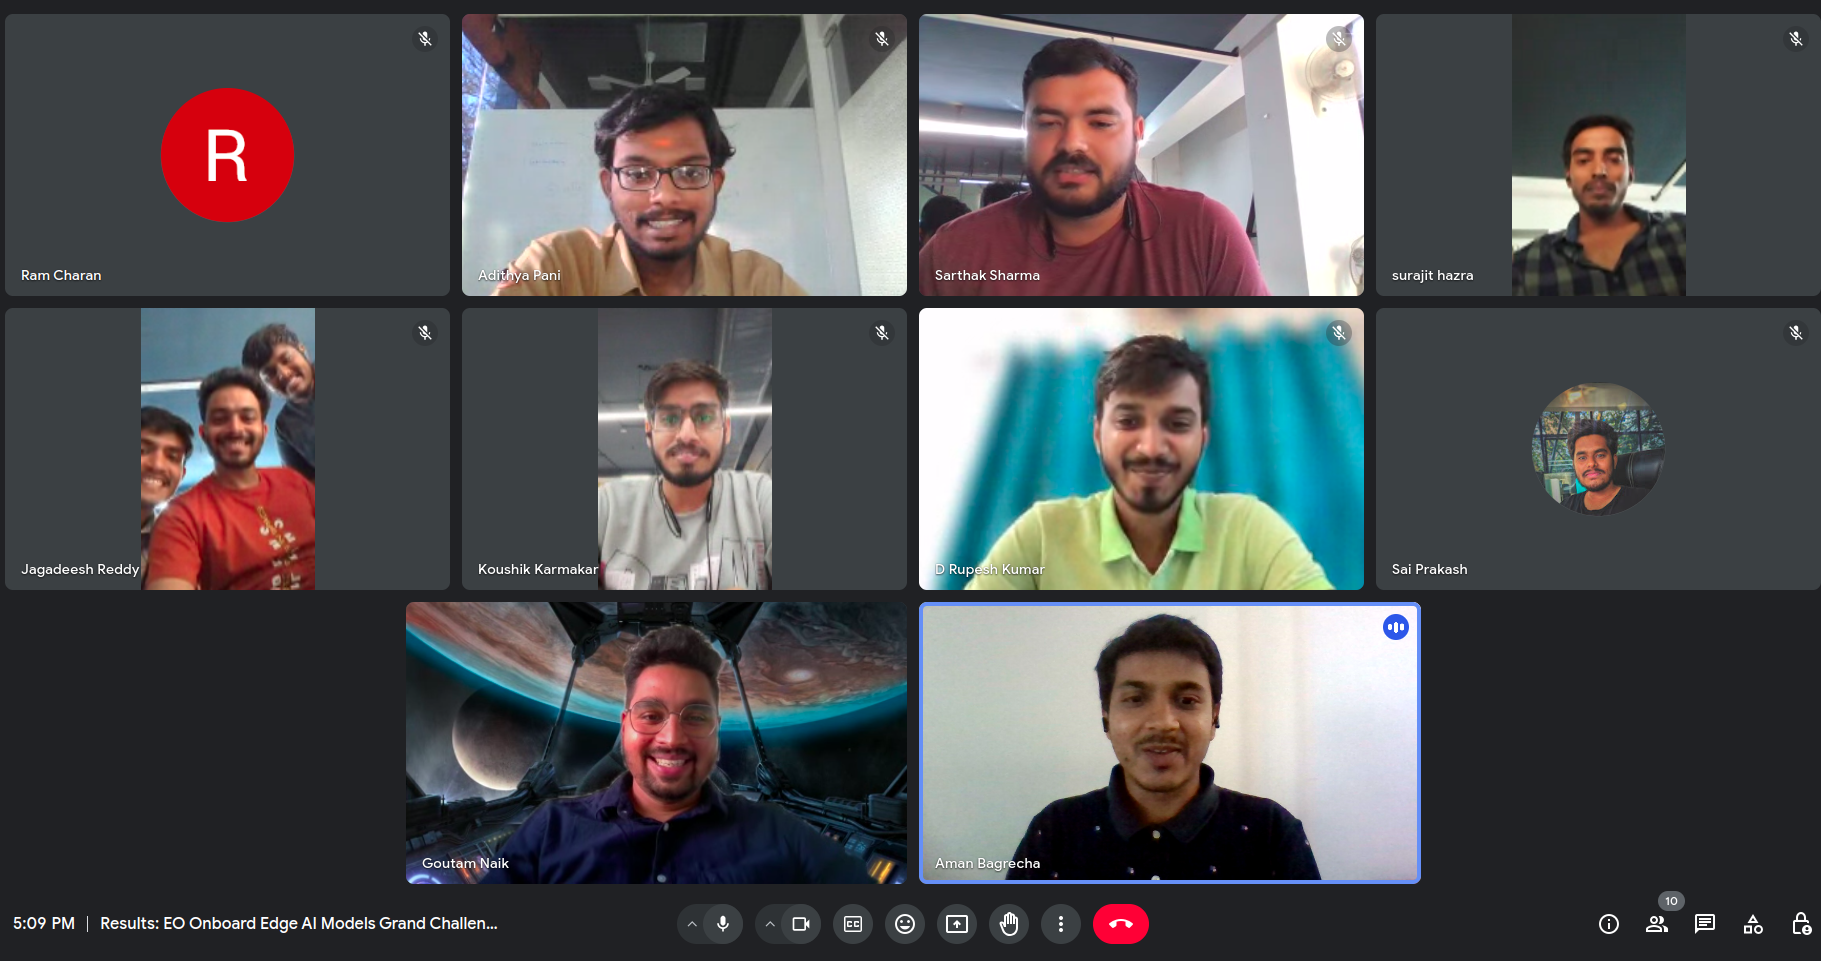 R
Ram Charan
Adithya Pani
Sarthak Sharma
surajit hazra
Jagadeesh Reddy
Koushik Karmakar
D Rupesh Kumar
Sai Prakash
Goutam Naik
Aman Bagrecha
10
5:09 PM | Results: EO Onboard Edge AI Models Grand Challen...
CC